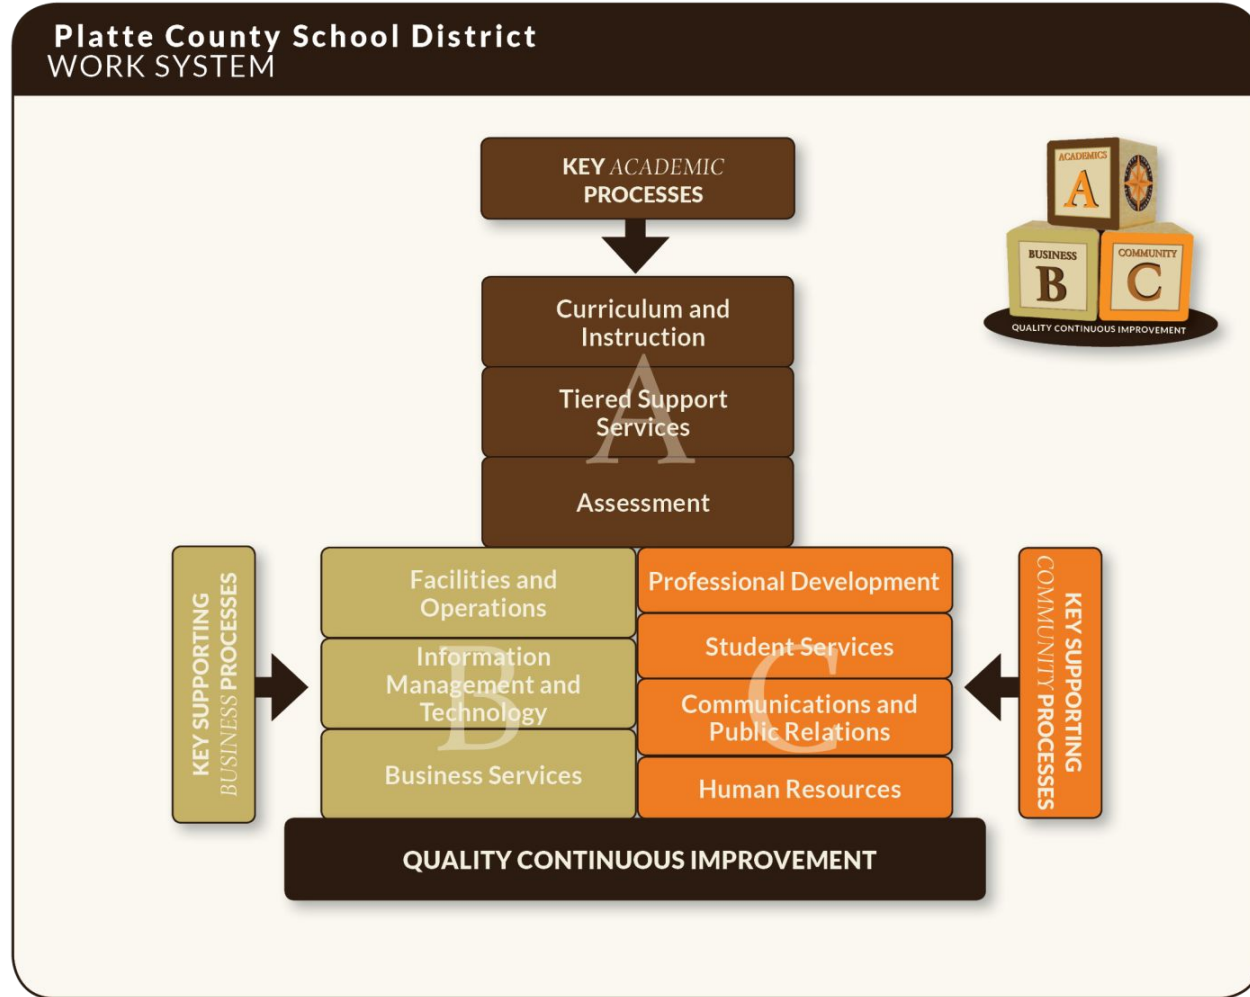 Platte County School District
WORK SYSTEM
KEY ACADEMIC
PROCESSES
ACADEMICS
A
BUSINESS
B
COMMUNITY
C
QUALITY CONTINUOUS IMPROVEMENT
Curriculum and
Instruction
Tiered Support
Services
Assessment
A
KEY SUPPORTING
BUSINESS PROCESSES
Facilities and
Operations
Information
Management and
Technology
Business Services
B
Professional Development
Student Services
Communications and
Public Relations
Human Resources
C
KEY SUPPORTING
COMMUNITY PROCESSES
QUALITY CONTINUOUS IMPROVEMENT